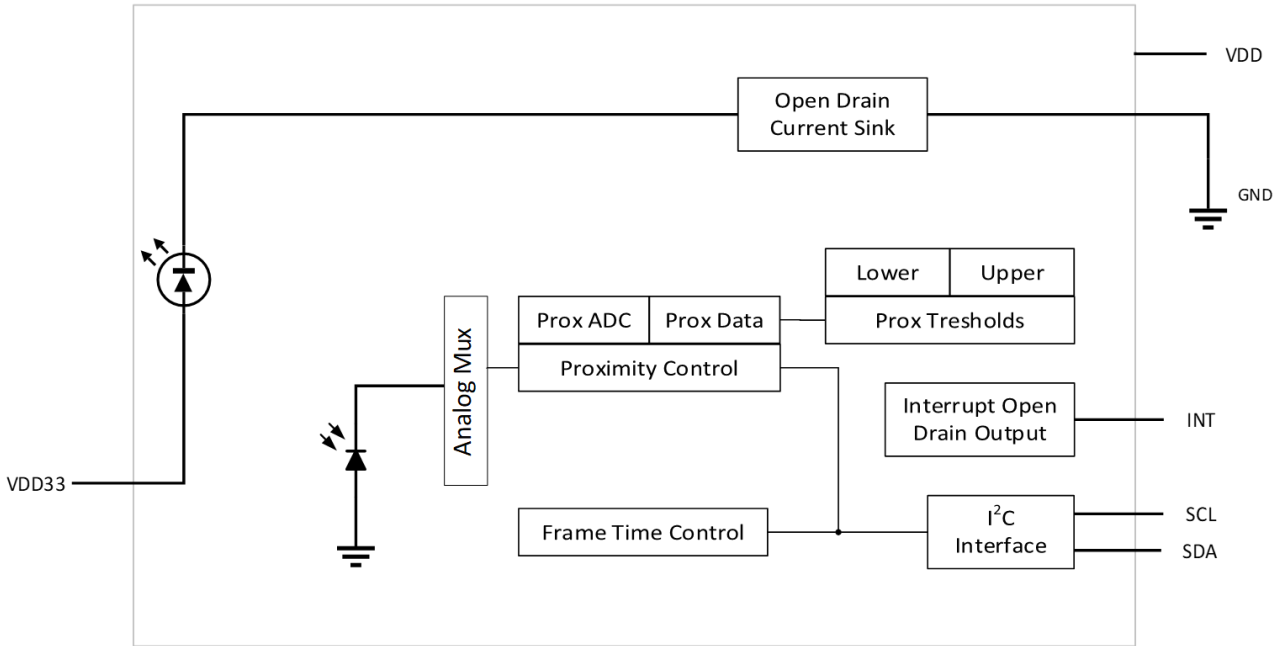 VDD
Open Drain
Current Sink
GND
Lower
Upper
Prox ADC
Prox Data
Prox Tresholds
Analog Mux
Proximity Control
Interrupt Open
Drain Output
INT
VDD33
Frame Time Control
I²C
Interface
SCL
SDA